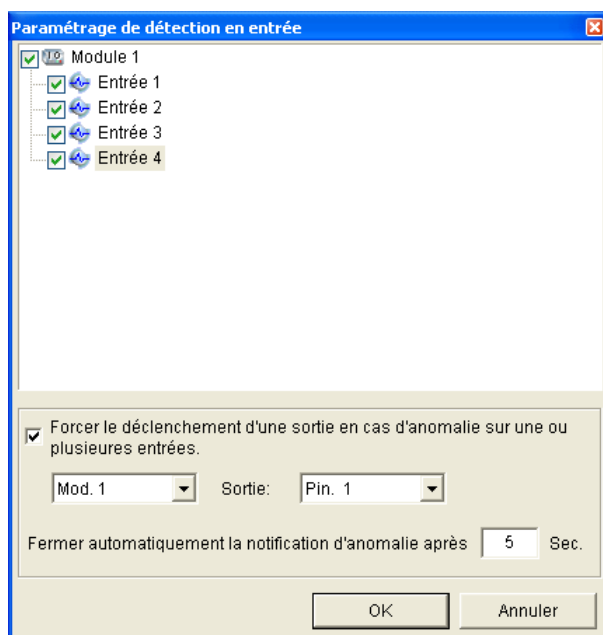 Paramétrage de détection en entrée
Module 1
Entrée 1
Entrée 2
Entrée 3
Entrée 4
Forcer le déclenchement d'une sortie en cas d'anomalie sur une ou
plusieures entrées.
Mod. 1 Sortie: Pin. 1
Fermer automatiquement la notification d'anomalie après 5 Sec.
OK Annuler